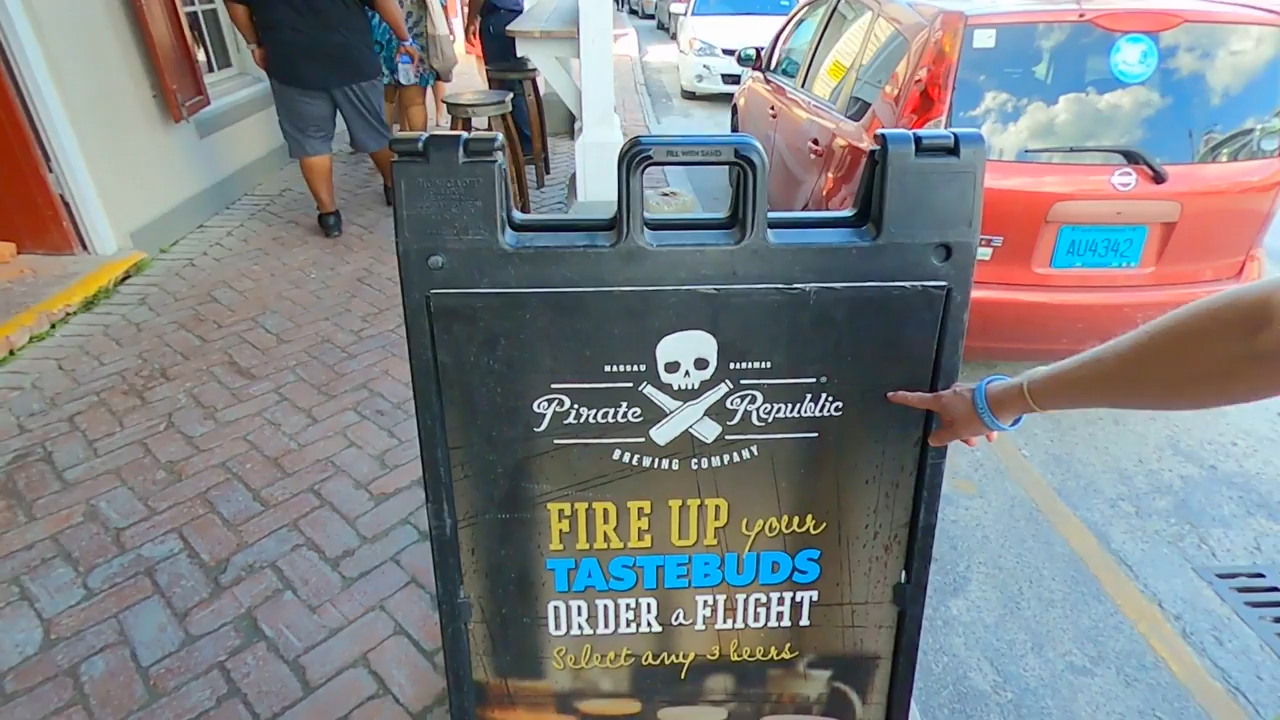 FILL WITH SAND
AU4342
NASSAU BAHAMAS
Pirate Republic
BREWING COMPANY
FIRE UP your
TASTEBUDS
ORDER a FLIGHT
Select any 3 beers